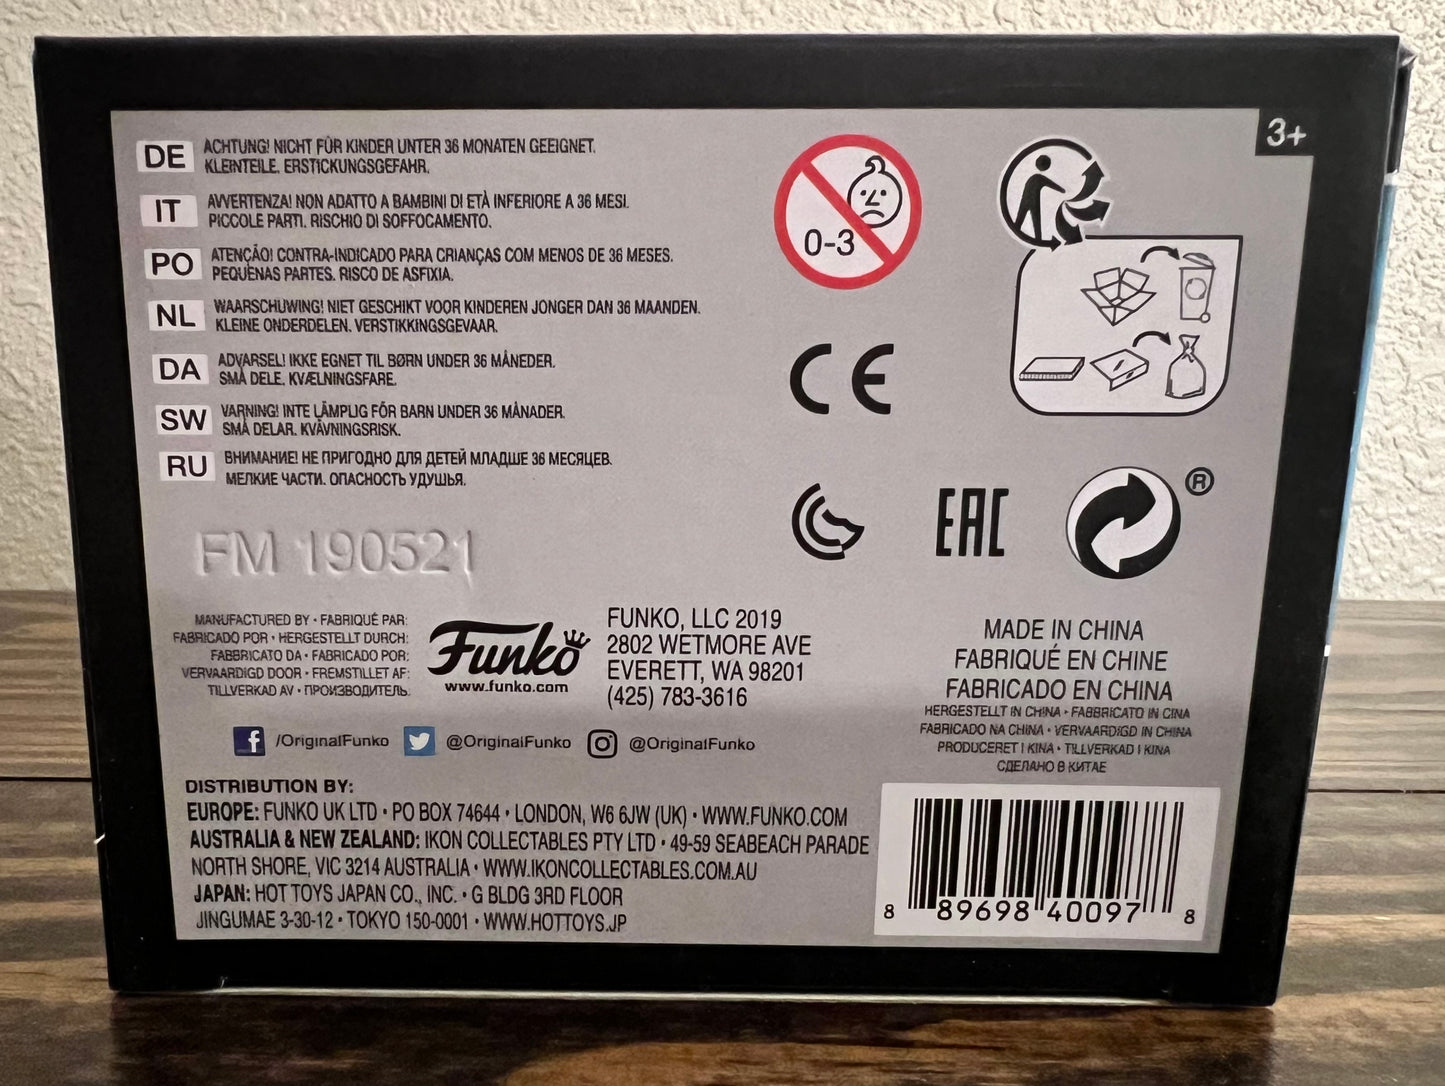 3+
DE ACHTUNG! NICHT FÜR KINDER UNTER 36 MONATEN GEEIGNET.
KLEINTEILE. ERSTICKUNGSGEFAHR.
IT AVVERTENZA! NON ADATTO A BAMBINI DI ETÀ INFERIORE A 36 MESI.
PICCOLE PARTI. RISCHIO DI SOFFOCAMENTO.
PO ATENÇÃO! CONTRA-INDICADO PARA CRIANÇAS COM MENOS DE 36 MESES.
PEQUENAS PARTES. RISCO DE ASFIXIA.
NL WAARSCHUWING! NIET GESCHIKT VOOR KINDEREN JONGER DAN 36 MAANDEN.
KLEINE ONDERDELEN. VERSTIKKINGSGEVAAR.
DA ADVARSEL! IKKE EGNET TIL BØRN UNDER 36 MÅNEDER.
SMÅ DELE. KVÆLNINGSFARE.
SW VARNING! INTE LÄMPLIG FÖR BARN UNDER 36 MÅNADER.
SMÅ DELAR. KVÄVNINGSRISK.
RU ВНИМАНИЕ! НЕ ПРИГОДНО ДЛЯ ДЕТЕЙ МЛАДШЕ 36 МЕСЯЦЕВ.
МЕЛКИЕ ЧАСТИ. ОПАСНОСТЬ УДУШЬЯ.
0-3
CE
EAC
®
FM 190521
MANUFACTURED BY • FABRIQUÉ PAR:
FABRICADO POR • HERGESTELLT DURCH:
FABBRICATO DA • FABRICADO POR:
VERVAARDIGD DOOR • FREMSTILLET AF:
TILLVERKAD AV • ПРОИЗВОДИТЕЛЬ:
Funko
www.funko.com
FUNKO, LLC 2019
2802 WETMORE AVE
EVERETT, WA 98201
(425) 783-3616
MADE IN CHINA
FABRIQUÉ EN CHINE
FABRICADO EN CHINA
HERGESTELLT IN CHINA • FABBRICATO IN CINA
FABRICADO NA CHINA • VERVAARDIGD IN CHINA
PRODUCERET I KINA • TILLVERKAD I KINA
СДЕЛАНО В КИТАЕ
/OriginalFunko @OriginalFunko @OriginalFunko
DISTRIBUTION BY:
EUROPE: FUNKO UK LTD • PO BOX 74644 • LONDON, W6 6JW (UK) • WWW.FUNKO.COM
AUSTRALIA & NEW ZEALAND: IKON COLLECTABLES PTY LTD • 49-59 SEABEACH PARADE
NORTH SHORE, VIC 3214 AUSTRALIA • WWW.IKONCOLLECTABLES.COM.AU
JAPAN: HOT TOYS JAPAN CO., INC. • G BLDG 3RD FLOOR
JINGUMAE 3-30-12 • TOKYO 150-0001 • WWW.HOTTOYS.JP
8 89698 40097 8